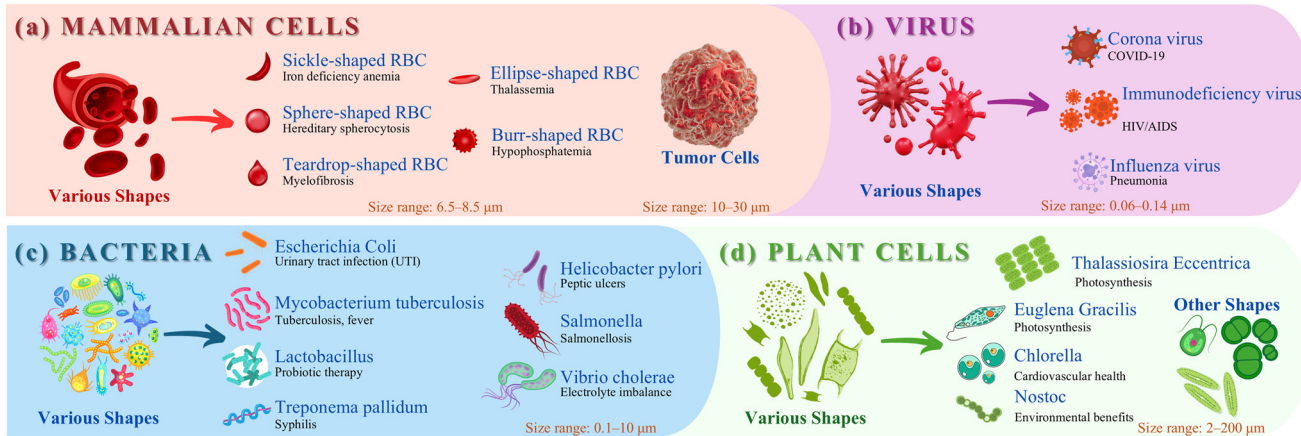 (a) MAMMALIAN CELLS
Various Shapes
Sickle-shaped RBC
Iron deficiency anemia
Sphere-shaped RBC
Hereditary spherocytosis
Teardrop-shaped RBC
Myelofibrosis
Ellipse-shaped RBC
Thalassemia
Burr-shaped RBC
Hypophosphatemia
Size range: 6.5–8.5 μm
Tumor Cells
Size range: 10–30 μm
(b) VIRUS
Various Shapes
Corona virus
COVID-19
Immunodeficiency virus
HIV/AIDS
Influenza virus
Pneumonia
Size range: 0.06–0.14 μm
(c) BACTERIA
Various Shapes
Escherichia Coli
Urinary tract infection (UTI)
Mycobacterium tuberculosis
Tuberculosis, fever
Lactobacillus
Probiotic therapy
Treponema pallidum
Syphilis
Helicobacter pylori
Peptic ulcers
Salmonella
Salmonellosis
Vibrio cholerae
Electrolyte imbalance
Size range: 0.1–10 μm
(d) PLANT CELLS
Various Shapes
Thalassiosira Eccentrica
Photosynthesis
Euglena Gracilis
Photosynthesis
Chlorella
Cardiovascular health
Nostoc
Environmental benefits
Other Shapes
Size range: 2–200 μm